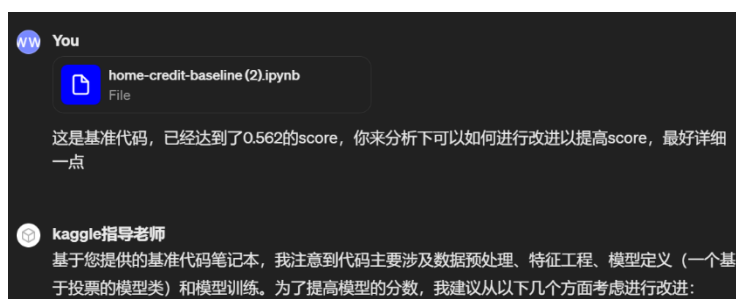 WW You
home-credit-baseline (2).ipynb
File
这是基准代码，已经达到了0.562的score，你来分析下可以如何进行改进以提高score，最好详细
一点
kaggle指导老师
基于您提供的基准代码笔记本，我注意到代码主要涉及数据预处理、特征工程、模型定义（一个基
于投票的模型类）和模型训练。为了提高模型的分数，我建议从以下几个方面考虑进行改进：